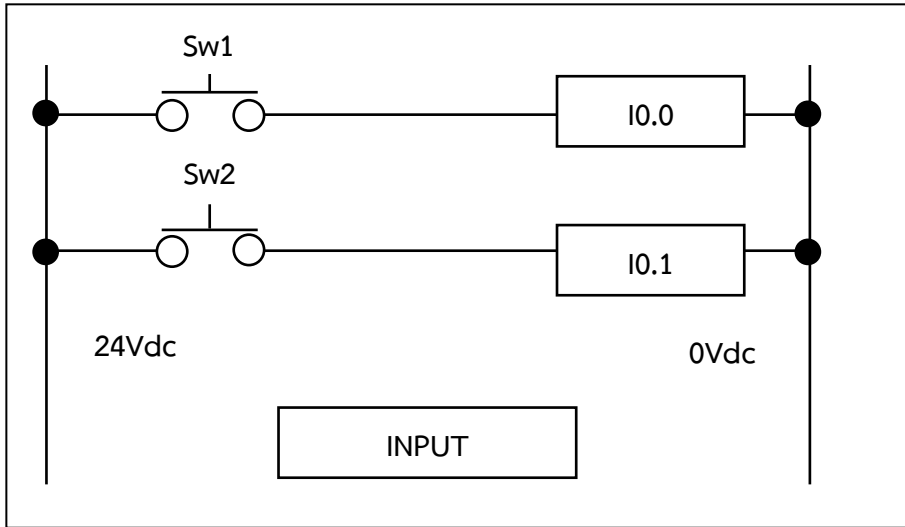 Sw1
I0.0
Sw2
I0.1
24Vdc
0Vdc
INPUT